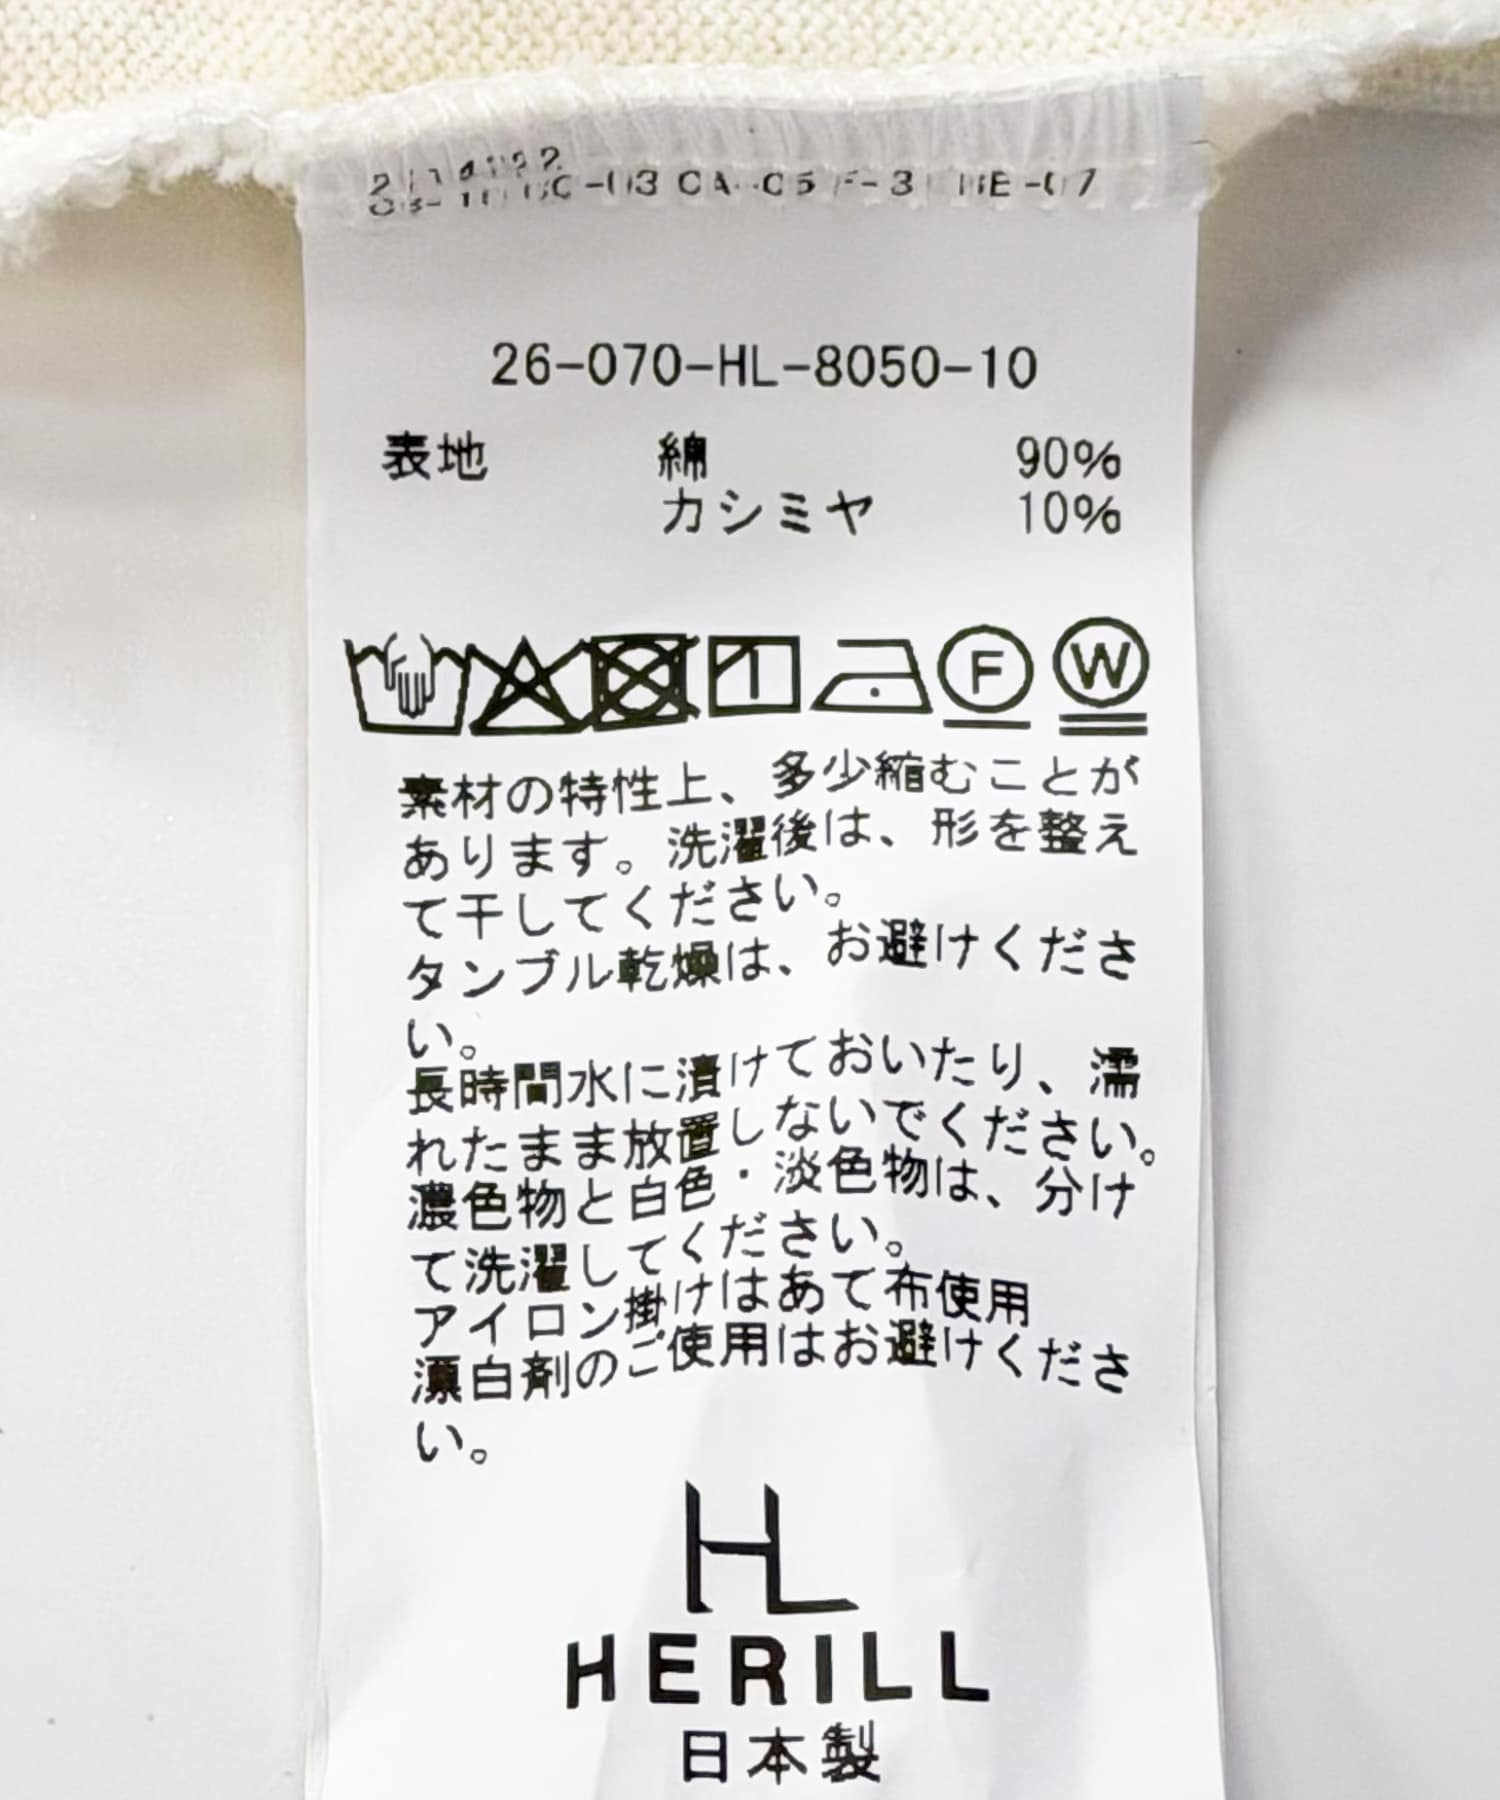 26-070-HL-8050-10
表地 綿 90%
カシミヤ 10%
F W
素材の特性上、多少縮むことが
あります。洗濯後は、形を整え
て干してください。
タンブル乾燥は、お避けくださ
い。
長時間水に漬けておいたり、濡
れたまま放置しないでください。
濃色物と白色・淡色物は、分け
て洗濯してください。
アイロン掛けはあて布使用
漂白剤のご使用はお避けくださ
い。
HL
HERILL
日本製